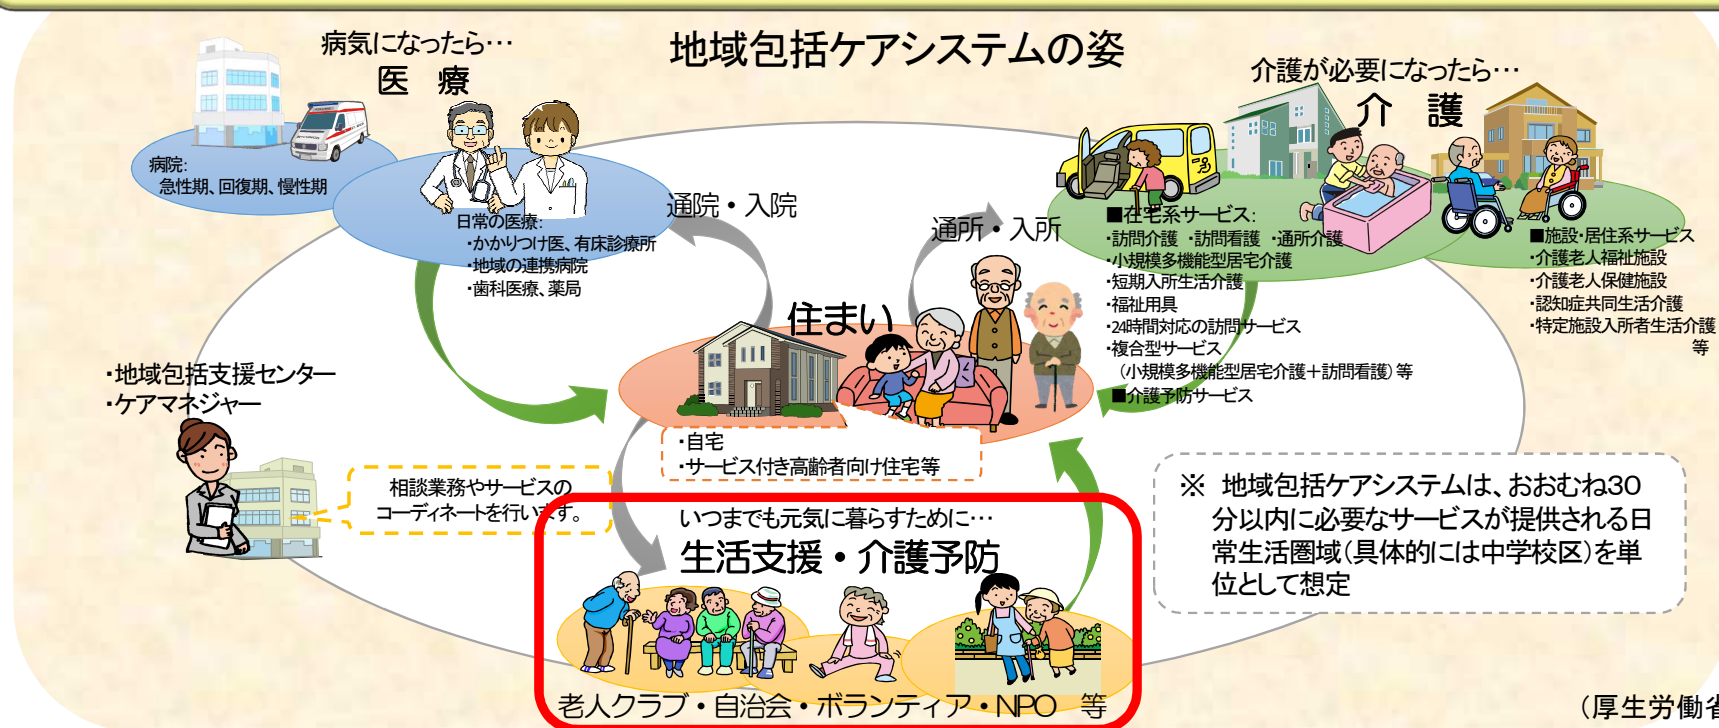 地域包括ケアシステムの姿
病気になったら…
医 療
病院:
急性期、回復期、慢性期
日常の医療:
・かかりつけ医、有床診療所
・地域の連携病院
・歯科医療、薬局
通院・入院
通所・入所
介護が必要になったら…
介 護
■在宅系サービス:
・訪問介護 ・訪問看護 ・通所介護
・小規模多機能型居宅介護
・短期入所生活介護
・福祉用具
・24時間対応の訪問サービス
・複合型サービス
（小規模多機能型居宅介護＋訪問看護）等
■介護予防サービス
■施設・居住系サービス
・介護老人福祉施設
・介護老人保健施設
・認知症共同生活介護
・特定施設入所者生活介護
等
住まい
・自宅
・サービス付き高齢者向け住宅等
・地域包括支援センター
・ケアマネジャー
相談業務やサービスの
コーディネートを行います。
いつまでも元気に暮らすために…
生活支援・介護予防
老人クラブ・自治会・ボランティア・NPO 等
※ 地域包括ケアシステムは、おおむね30
分以内に必要なサービスが提供される日
常生活圏域（具体的には中学校区）を単
位として想定
（厚生労働省